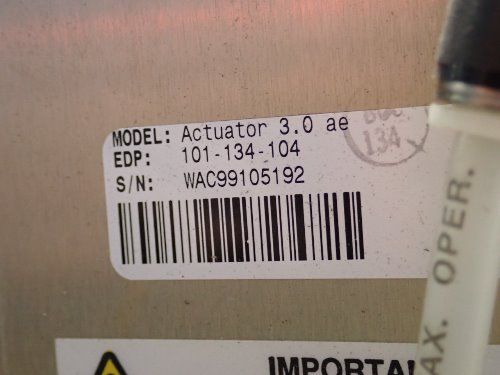 MODEL: Actuator 3.0 ae
EDP: 101-134-104
S/N: WAC99105192
134
AX. OPER.
IMPORTA